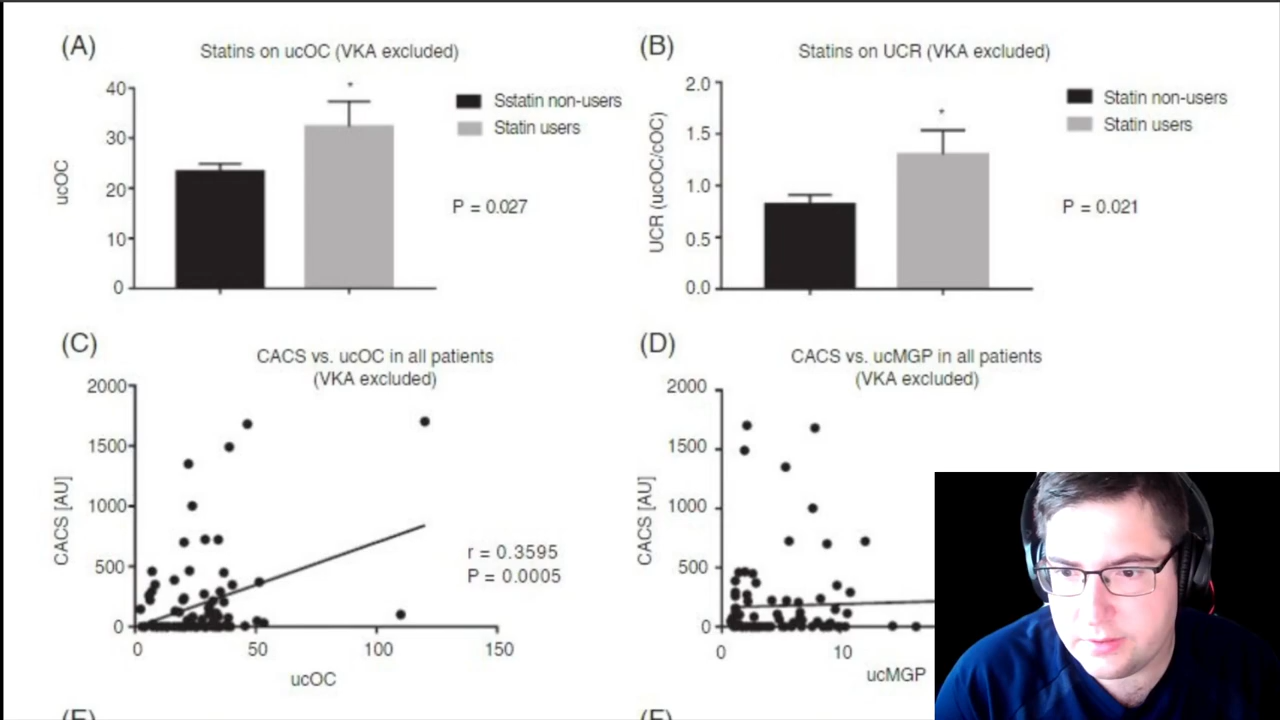 (A)
Statins on ucOC (VKA excluded)
40
30
20
10
0
ucOC
*
Sstatin non-users
Statin users
P = 0.027
(B)
Statins on UCR (VKA excluded)
2.0
1.5
1.0
0.5
0.0
UCR (ucOC/cOC)
*
Statin non-users
Statin users
P = 0.021
(C)
CACS vs. ucOC in all patients
(VKA excluded)
2000
1500
1000
500
0
CACS [AU]
r = 0.3595
P = 0.0005
0 50 100 150
ucOC
(D)
CACS vs. ucMGP in all patients
(VKA excluded)
2000
1500
1000
500
0
CACS [AU]
0 10
ucMGP